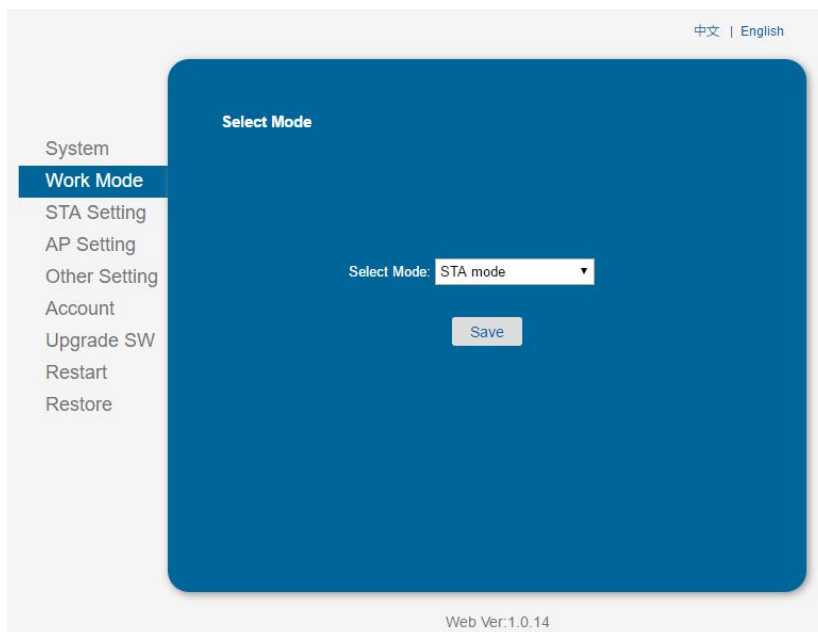 中文 | English
Select Mode
System
Work Mode
STA Setting
AP Setting
Other Setting
Account
Upgrade SW
Restart
Restore
Select Mode: STA mode
Save
Web Ver:1.0.14